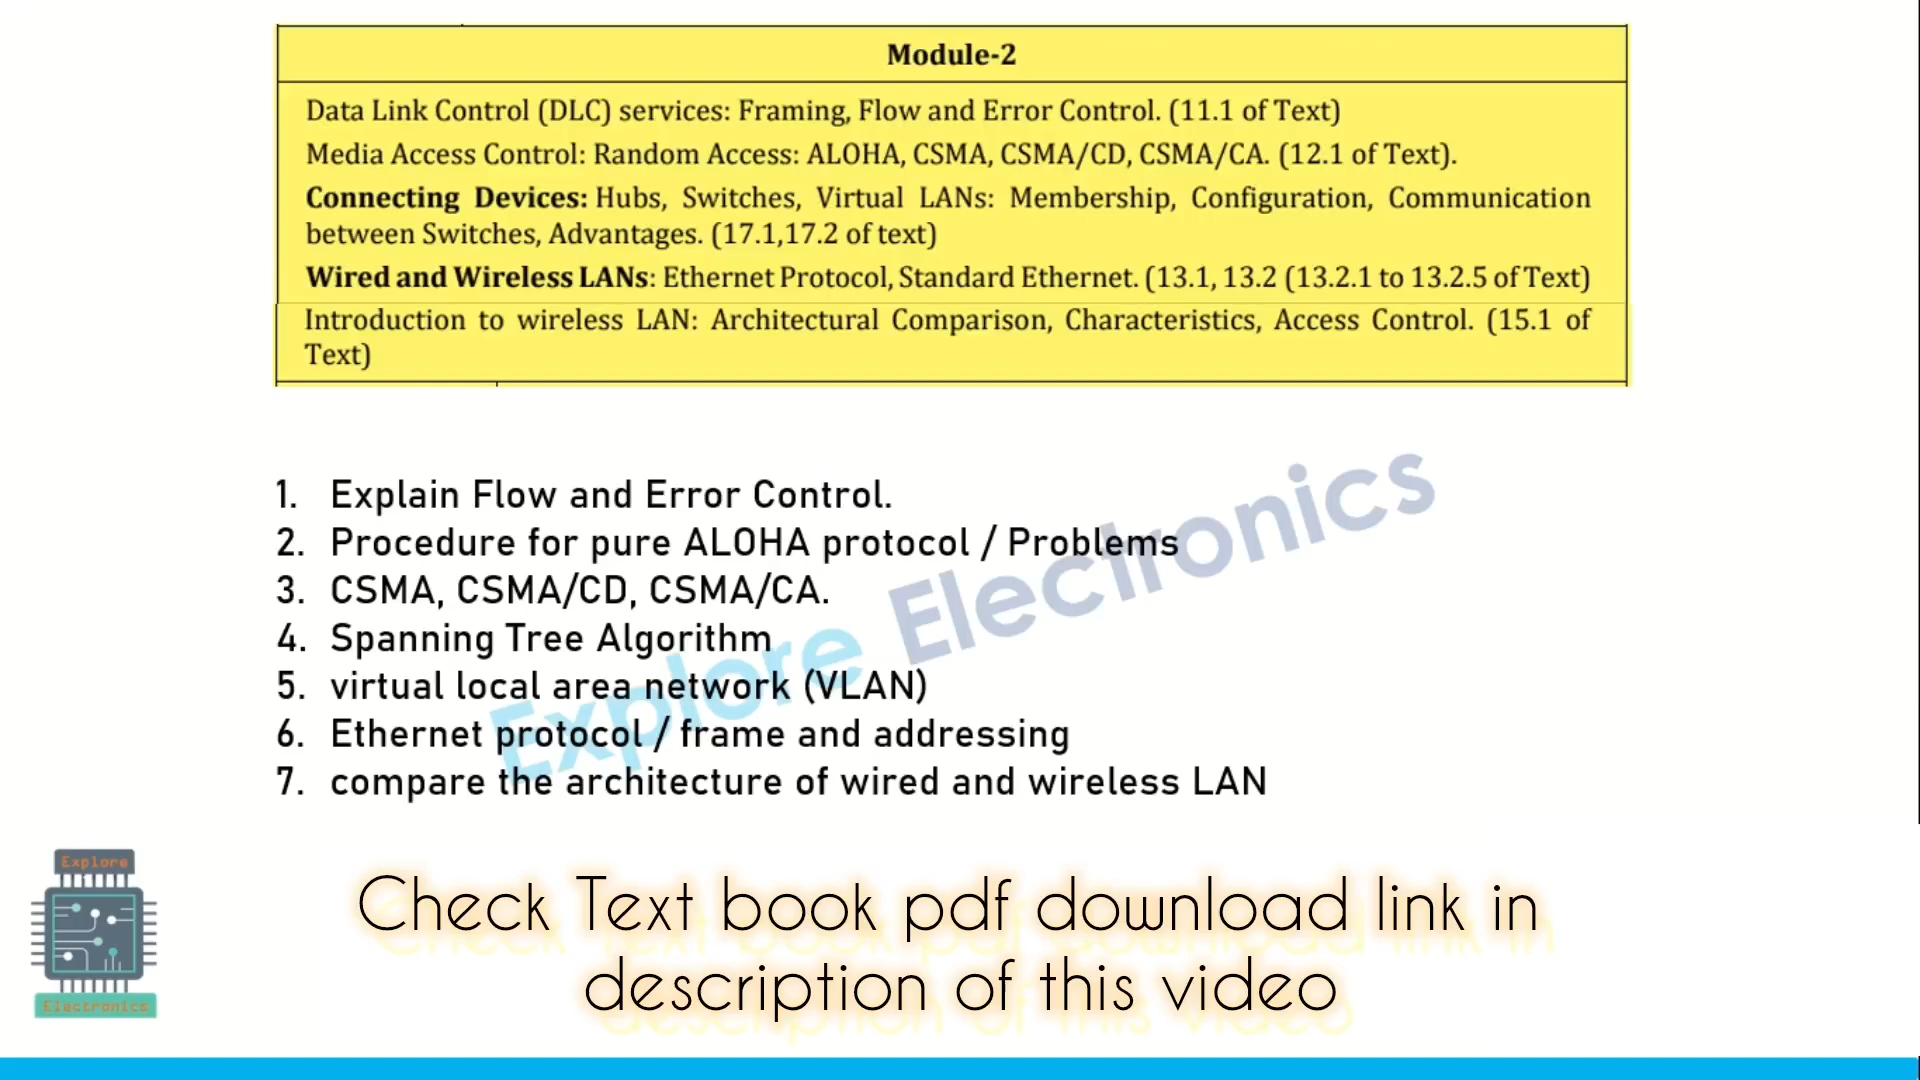 Module-2
Data Link Control (DLC) services: Framing, Flow and Error Control. (11.1 of Text)
Media Access Control: Random Access: ALOHA, CSMA, CSMA/CD, CSMA/CA. (12.1 of Text).
Connecting Devices: Hubs, Switches, Virtual LANs: Membership, Configuration, Communication
between Switches, Advantages. (17.1,17.2 of text)
Wired and Wireless LANs: Ethernet Protocol, Standard Ethernet. (13.1, 13.2 (13.2.1 to 13.2.5 of Text)
Introduction to wireless LAN: Architectural Comparison, Characteristics, Access Control. (15.1 of
Text)
1. Explain Flow and Error Control.
2. Procedure for pure ALOHA protocol / Problems
3. CSMA, CSMA/CD, CSMA/CA.
4. Spanning Tree Algorithm
5. virtual local area network (VLAN)
6. Ethernet protocol / frame and addressing
7. compare the architecture of wired and wireless LAN
Explore Electronics
Explore
Electronics
Check Text book pdf download link in
description of this video